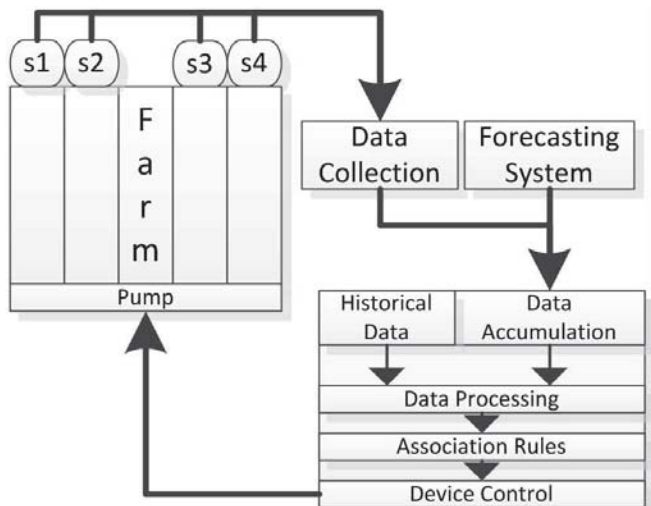 s1
s2
s3
s4
F
a
r
m
Pump
Data
Collection
Forecasting
System
Historical
Data
Data
Accumulation
Data Processing
Association Rules
Device Control